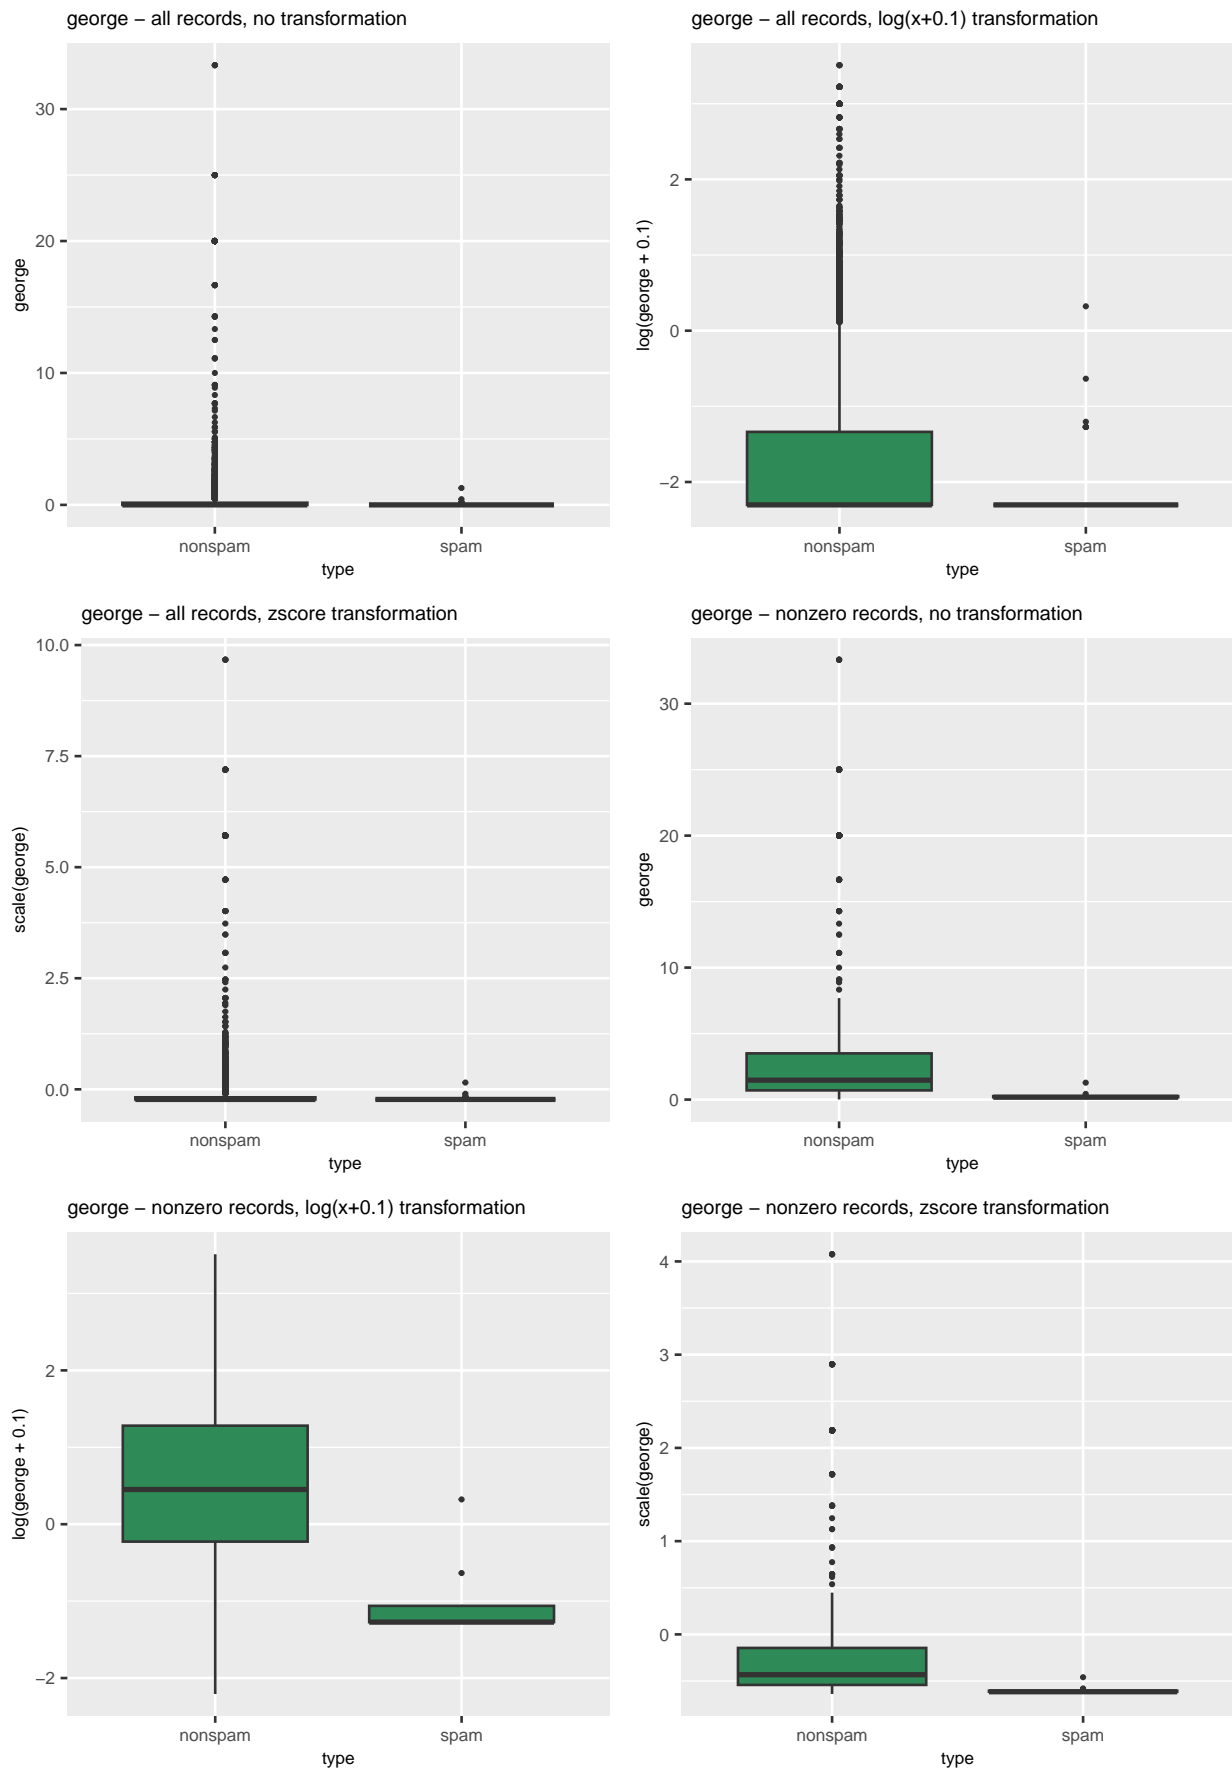 george – all records, no transformation
30
20
10
0
george
nonspam
spam
type
george – all records, log(x+0.1) transformation
2
0
−2
log(george + 0.1)
nonspam
spam
type
george – all records, zscore transformation
10.0
7.5
5.0
2.5
0.0
scale(george)
nonspam
spam
type
george – nonzero records, no transformation
30
20
10
0
george
nonspam
spam
type
george – nonzero records, log(x+0.1) transformation
2
0
−2
log(george + 0.1)
nonspam
spam
type
george – nonzero records, zscore transformation
4
3
2
1
0
scale(george)
nonspam
spam
type